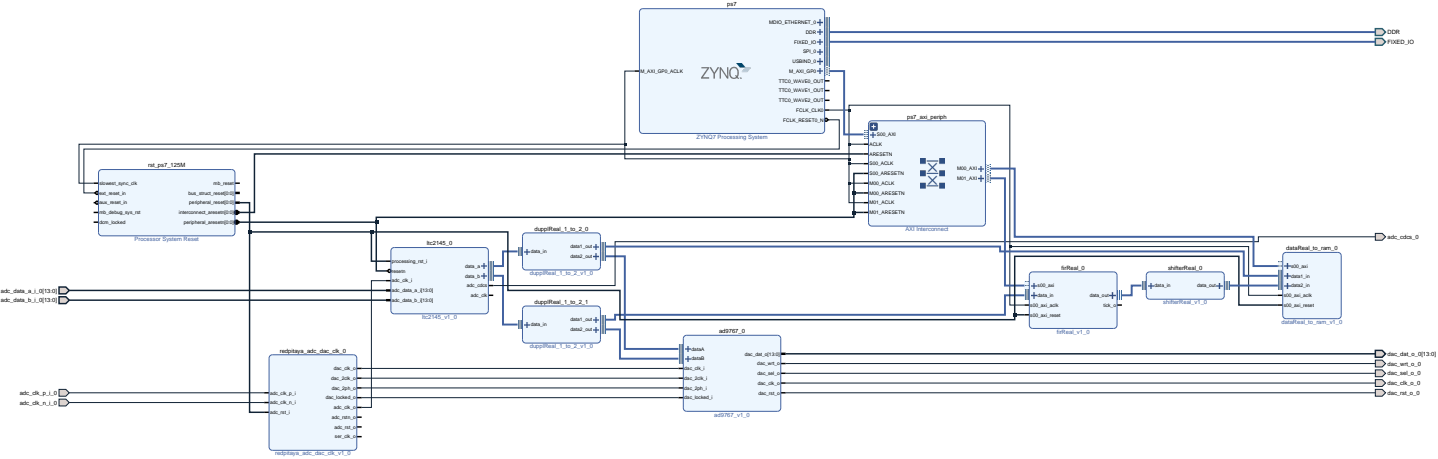 ps7
MDIO_ETHERNET_0
DDR
FIXED_IO
SPI_0
USBIND_0
M_AXI_GP0
TTC0_WAVE0_OUT
TTC0_WAVE1_OUT
TTC0_WAVE2_OUT
FCLK_CLK0
FCLK_RESET0_N
M_AXI_GP0_ACLK
ZYNQ.
ZYNQ7 Processing System
DDR
FIXED_IO
ps7_axi_periph
S00_AXI
ACLK
ARESETN
S00_ACLK
S00_ARESETN
M00_ACLK
M00_ARESETN
M01_ACLK
M01_ARESETN
M00_AXI
M01_AXI
AXI Interconnect
rst_ps7_125M
slowest_sync_clk
ext_reset_in
aux_reset_in
mb_debug_sys_rst
dcm_locked
mb_reset
bus_struct_reset[0:0]
peripheral_reset[0:0]
interconnect_aresetn[0:0]
peripheral_aresetn[0:0]
Processor System Reset
ltc2145_0
processing_rst_i
resetn
adc_clk_i
adc_data_a_i[13:0]
adc_data_b_i[13:0]
data_a
data_b
adc_cdcs
adc_clk
ltc2145_v1_0
dupplReal_1_to_2_0
data_in
data1_out
data2_out
dupplReal_1_to_2_v1_0
dupplReal_1_to_2_1
data_in
data1_out
data2_out
dupplReal_1_to_2_v1_0
adc_cdcs_0
dataReal_to_ram_0
s00_axi
data1_in
data2_in
s00_axi_aclk
s00_axi_reset
dataReal_to_ram_v1_0
firReal_0
s00_axi
data_in
s00_axi_aclk
s00_axi_reset
data_out
tick_o
firReal_v1_0
shifterReal_0
data_in
data_out
shifterReal_v1_0
adc_data_a_i_0[13:0]
adc_data_b_i_0[13:0]
ad9767_0
dataA
dataB
dac_clk_i
dac_2clk_i
dac_2ph_i
dac_locked_i
dac_dat_o[13:0]
dac_wrt_o
dac_sel_o
dac_clk_o
dac_rst_o
ad9767_v1_0
dac_dat_o_0[13:0]
dac_wrt_o_0
dac_sel_o_0
dac_clk_o_0
dac_rst_o_0
redpitaya_adc_dac_clk_0
adc_clk_p_i
adc_clk_n_i
adc_rst_i
dac_clk_o
dac_2clk_o
dac_2ph_o
dac_locked_o
adc_clk_o
adc_rstn_o
adc_rst_o
ser_clk_o
redpitaya_adc_dac_clk_v1_0
adc_clk_p_i_0
adc_clk_n_i_0